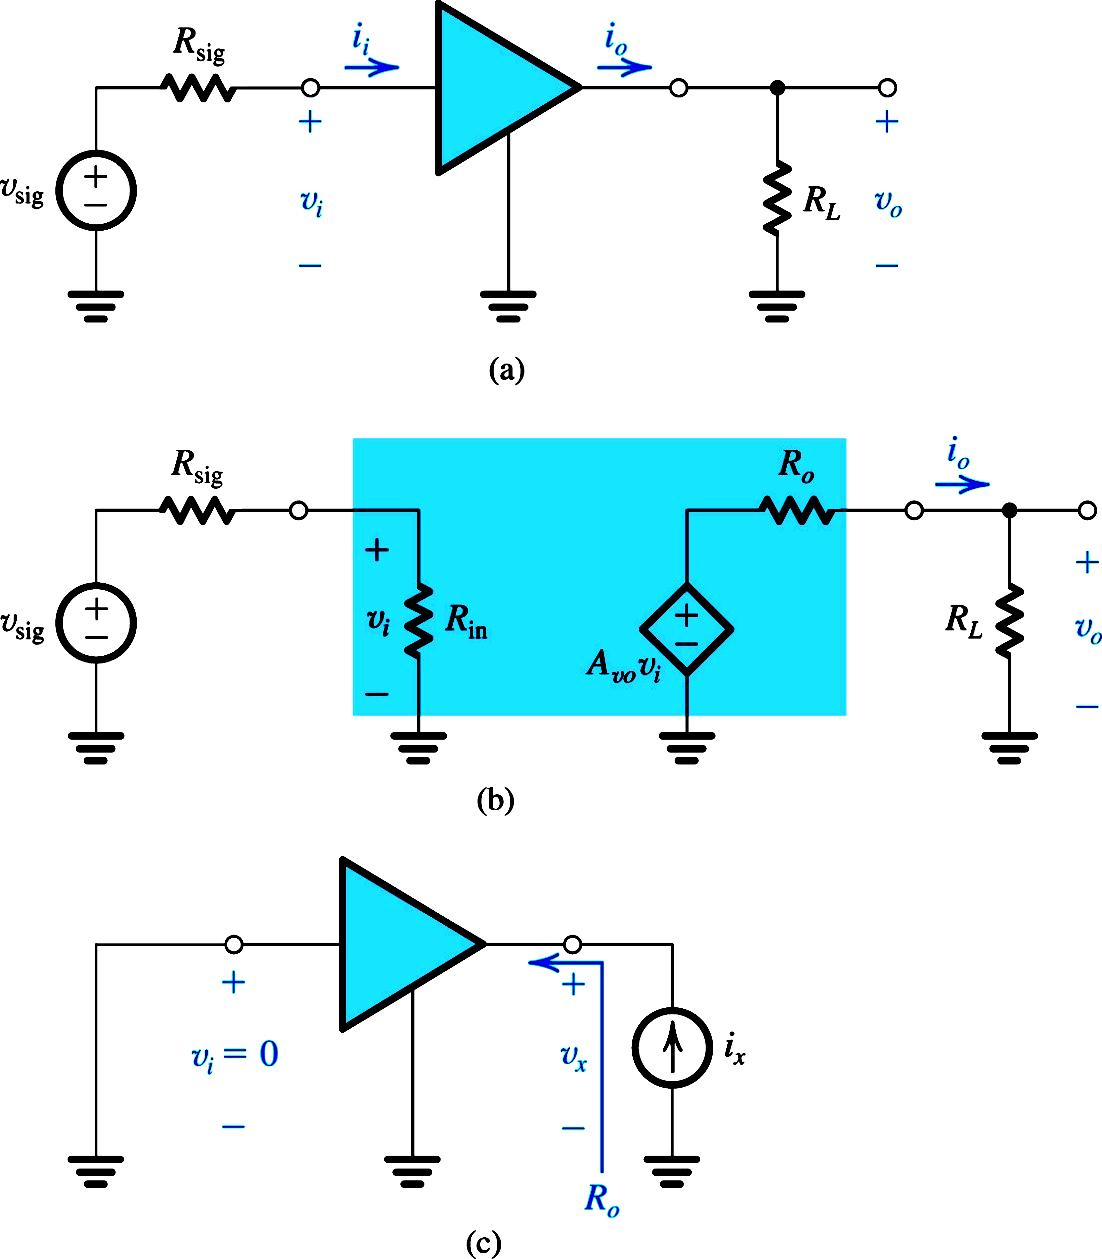 R_sig
i_i
i_o
+
+
v_sig
+
−
v_i
R_L
v_o
−
−
(a)
R_sig
R_o
i_o
+
+
v_sig
+
−
v_i
R_in
+
−
A_vo v_i
R_L
v_o
−
−
(b)
+
+
v_i = 0
v_x
i_x
−
−
R_o
(c)